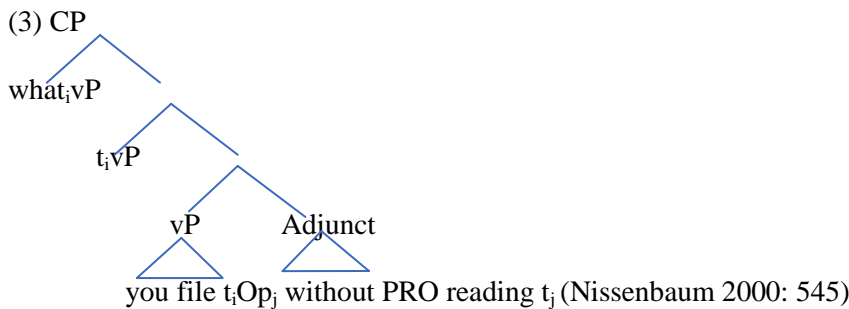 (3) CP
whatᵢvP
tᵢvP
vP Adjunct
you file tᵢOpⱼ without PRO reading tⱼ (Nissenbaum 2000: 545)